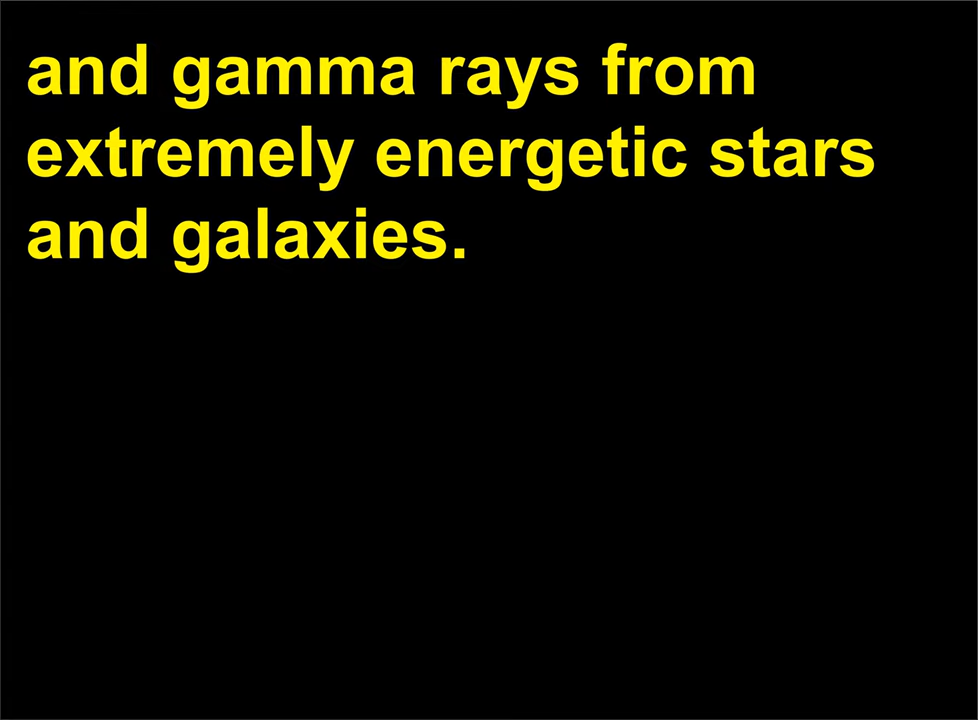 and gamma rays from
extremely energetic stars
and galaxies.